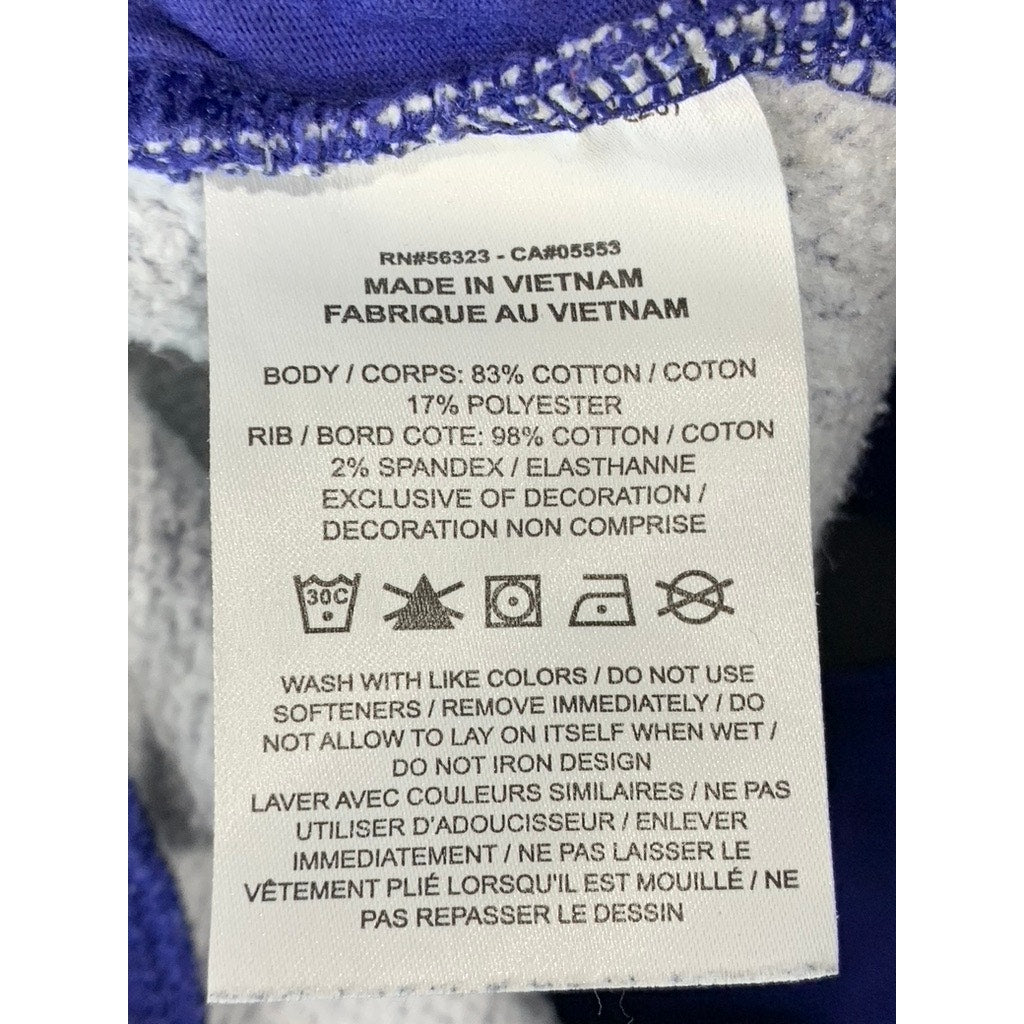 RN#56323 - CA#05553
MADE IN VIETNAM
FABRIQUE AU VIETNAM
BODY / CORPS: 83% COTTON / COTON
17% POLYESTER
RIB / BORD COTE: 98% COTTON / COTON
2% SPANDEX / ELASTHANNE
EXCLUSIVE OF DECORATION /
DECORATION NON COMPRISE
30C
WASH WITH LIKE COLORS / DO NOT USE
SOFTENERS / REMOVE IMMEDIATELY / DO
NOT ALLOW TO LAY ON ITSELF WHEN WET /
DO NOT IRON DESIGN
LAVER AVEC COULEURS SIMILAIRES / NE PAS
UTILISER D'ADOUCISSEUR / ENLEVER
IMMEDIATEMENT / NE PAS LAISSER LE
VÊTEMENT PLIÉ LORSQU'IL EST MOUILLÉ / NE
PAS REPASSER LE DESSIN